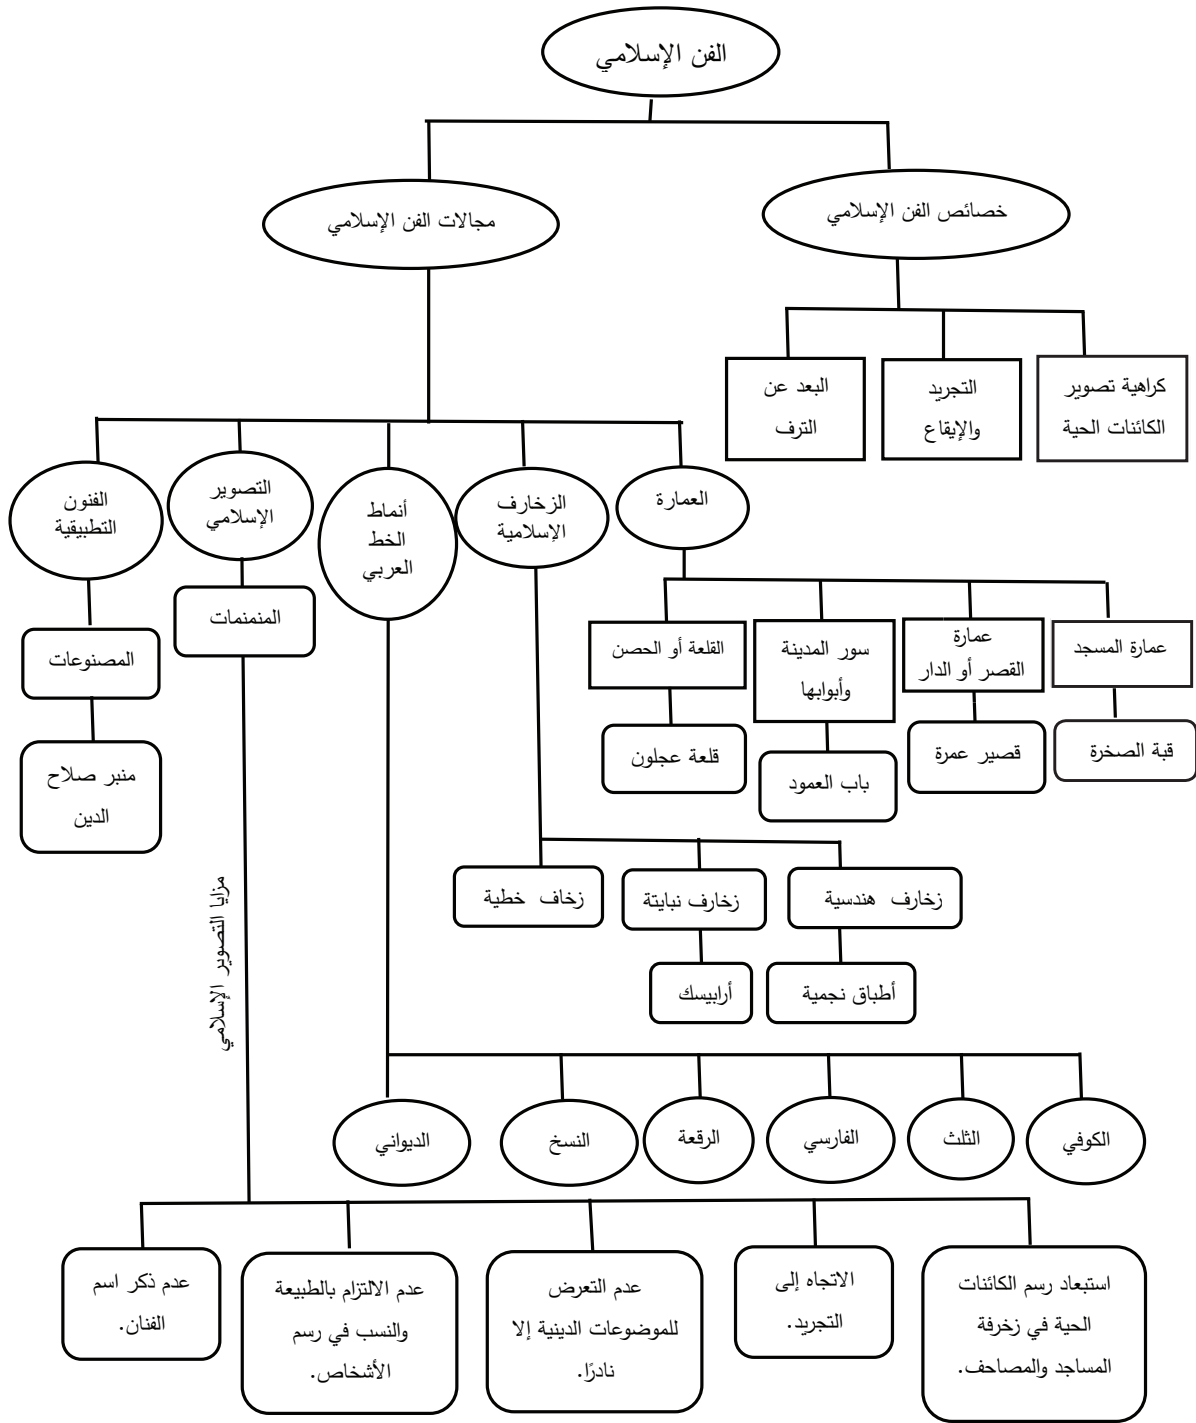 الفن الإسلامي
خصائص الفن الإسلامي
مجالات الفن الإسلامي
كراهية تصوير
الكائنات الحية
التجريد
والإيقاع
البعد عن
الترف
العمارة
الزخارف
الإسلامية
أنماط
الخط
العربي
التصوير
الإسلامي
الفنون
التطبيقية
عمارة المسجد
عمارة
القصر أو الدار
سور المدينة
وأبوابها
القلعة أو الحصن
المنمنمات
المصنوعات
قبة الصخرة
قصير عمرة
باب العمود
قلعة عجلون
منبر صلاح
الدين
زخارف هندسية
زخارف نبايتة
زخاف خطية
أطباق نجمية
أرابيسك
مزايا التصوير الإسلامي
الكوفي
الثلث
الفارسي
الرقعة
النسخ
الديواني
استبعاد رسم الكائنات
الحية في زخرفة
المساجد والمصاحف.
الاتجاه إلى
التجريد.
عدم التعرض
للموضوعات الدينية إلا
نادرًا.
عدم الالتزام بالطبيعة
والنسب في رسم
الأشخاص.
عدم ذكر اسم
الفنان.